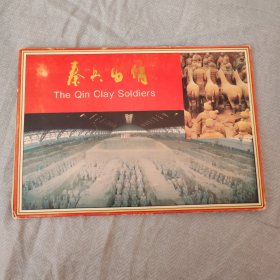 秦兵马俑
The Qin Clay Soldiers